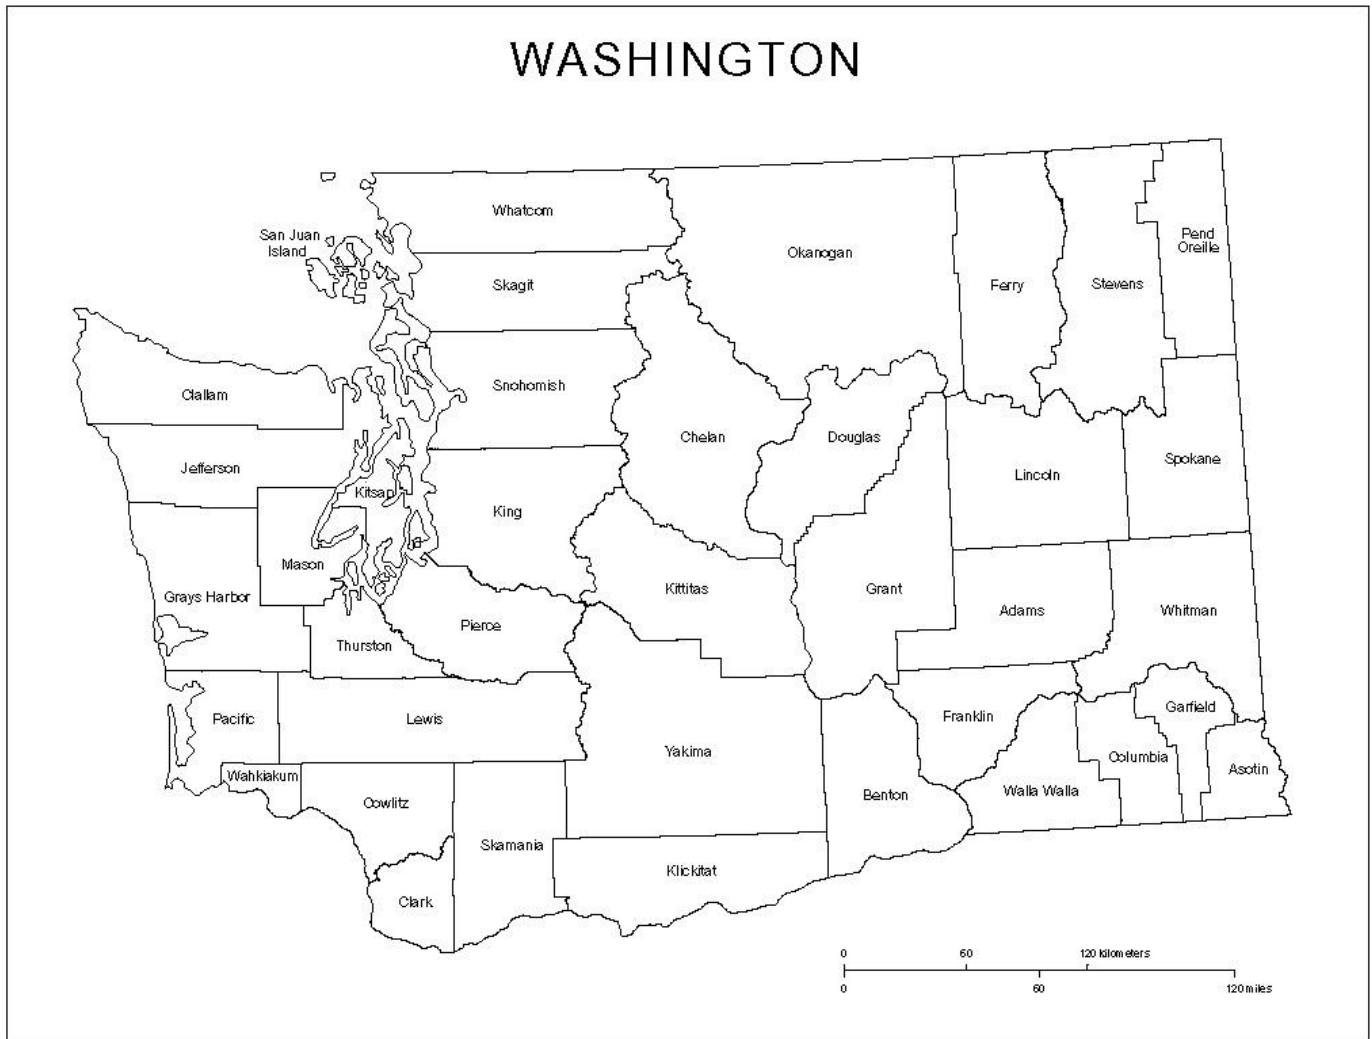 WASHINGTON
Whatcom
San Juan
Island
Okanogan
Pend
Oreille
Skagit
Ferry
Stevens
Clallam
Snohomish
Chelan
Douglas
Jefferson
Kitsap
King
Lincoln
Spokane
Mason
Grays Harbor
Kittitas
Grant
Adams
Whitman
Thurston
Pierce
Pacific
Lewis
Yakima
Franklin
Garfield
Wahkiakum
Cowlitz
Benton
Walla Walla
Columbia
Asotin
Skamania
Klickitat
Clark
0 60 120 kilometers
0 60 120 miles